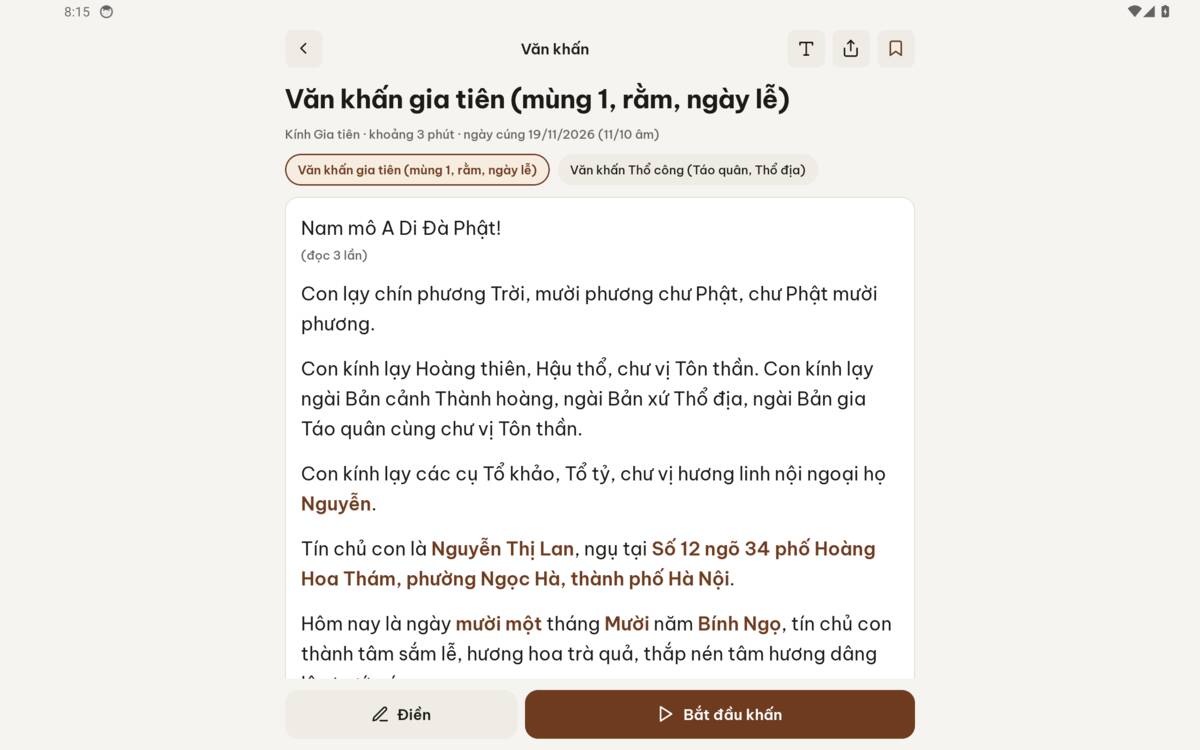 8:15
Văn khấn
Văn khấn gia tiên (mùng 1, rằm, ngày lễ)
Kính Gia tiên · khoảng 3 phút · ngày cúng 19/11/2026 (11/10 âm)
Văn khấn gia tiên (mùng 1, rằm, ngày lễ)
Văn khấn Thổ công (Táo quân, Thổ địa)
Nam mô A Di Đà Phật!
(đọc 3 lần)
Con lạy chín phương Trời, mười phương chư Phật, chư Phật mười
phương.
Con kính lạy Hoàng thiên, Hậu thổ, chư vị Tôn thần. Con kính lạy
ngài Bản cảnh Thành hoàng, ngài Bản xứ Thổ địa, ngài Bản gia
Táo quân cùng chư vị Tôn thần.
Con kính lạy các cụ Tổ khảo, Tổ tỷ, chư vị hương linh nội ngoại họ
Nguyễn.
Tín chủ con là Nguyễn Thị Lan, ngụ tại Số 12 ngõ 34 phố Hoàng
Hoa Thám, phường Ngọc Hà, thành phố Hà Nội.
Hôm nay là ngày mười một tháng Mười năm Bính Ngọ, tín chủ con
thành tâm sắm lễ, hương hoa trà quả, thắp nén tâm hương dâng
Điền
Bắt đầu khấn